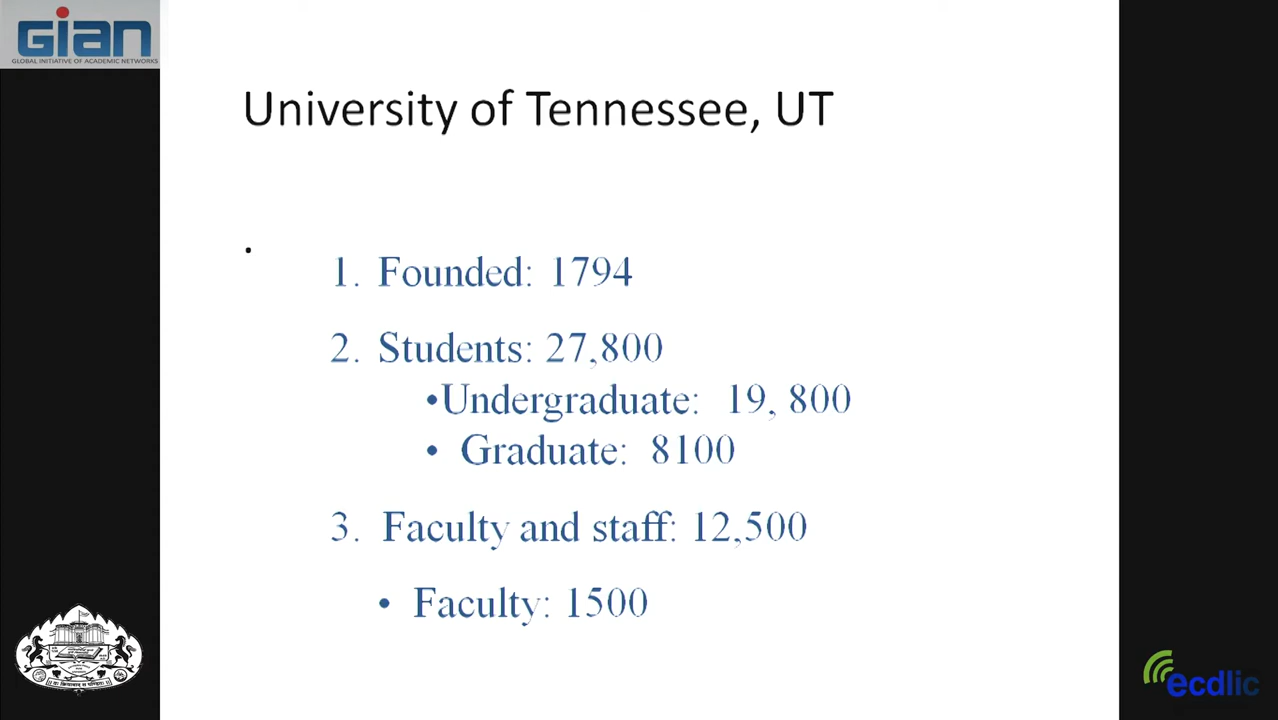 GIAN
GLOBAL INITIATIVE OF ACADEMIC NETWORKS
University of Tennessee, UT
•
1. Founded: 1794
2. Students: 27,800
•Undergraduate: 19, 800
• Graduate: 8100
3. Faculty and staff: 12,500
• Faculty: 1500
ecdlic